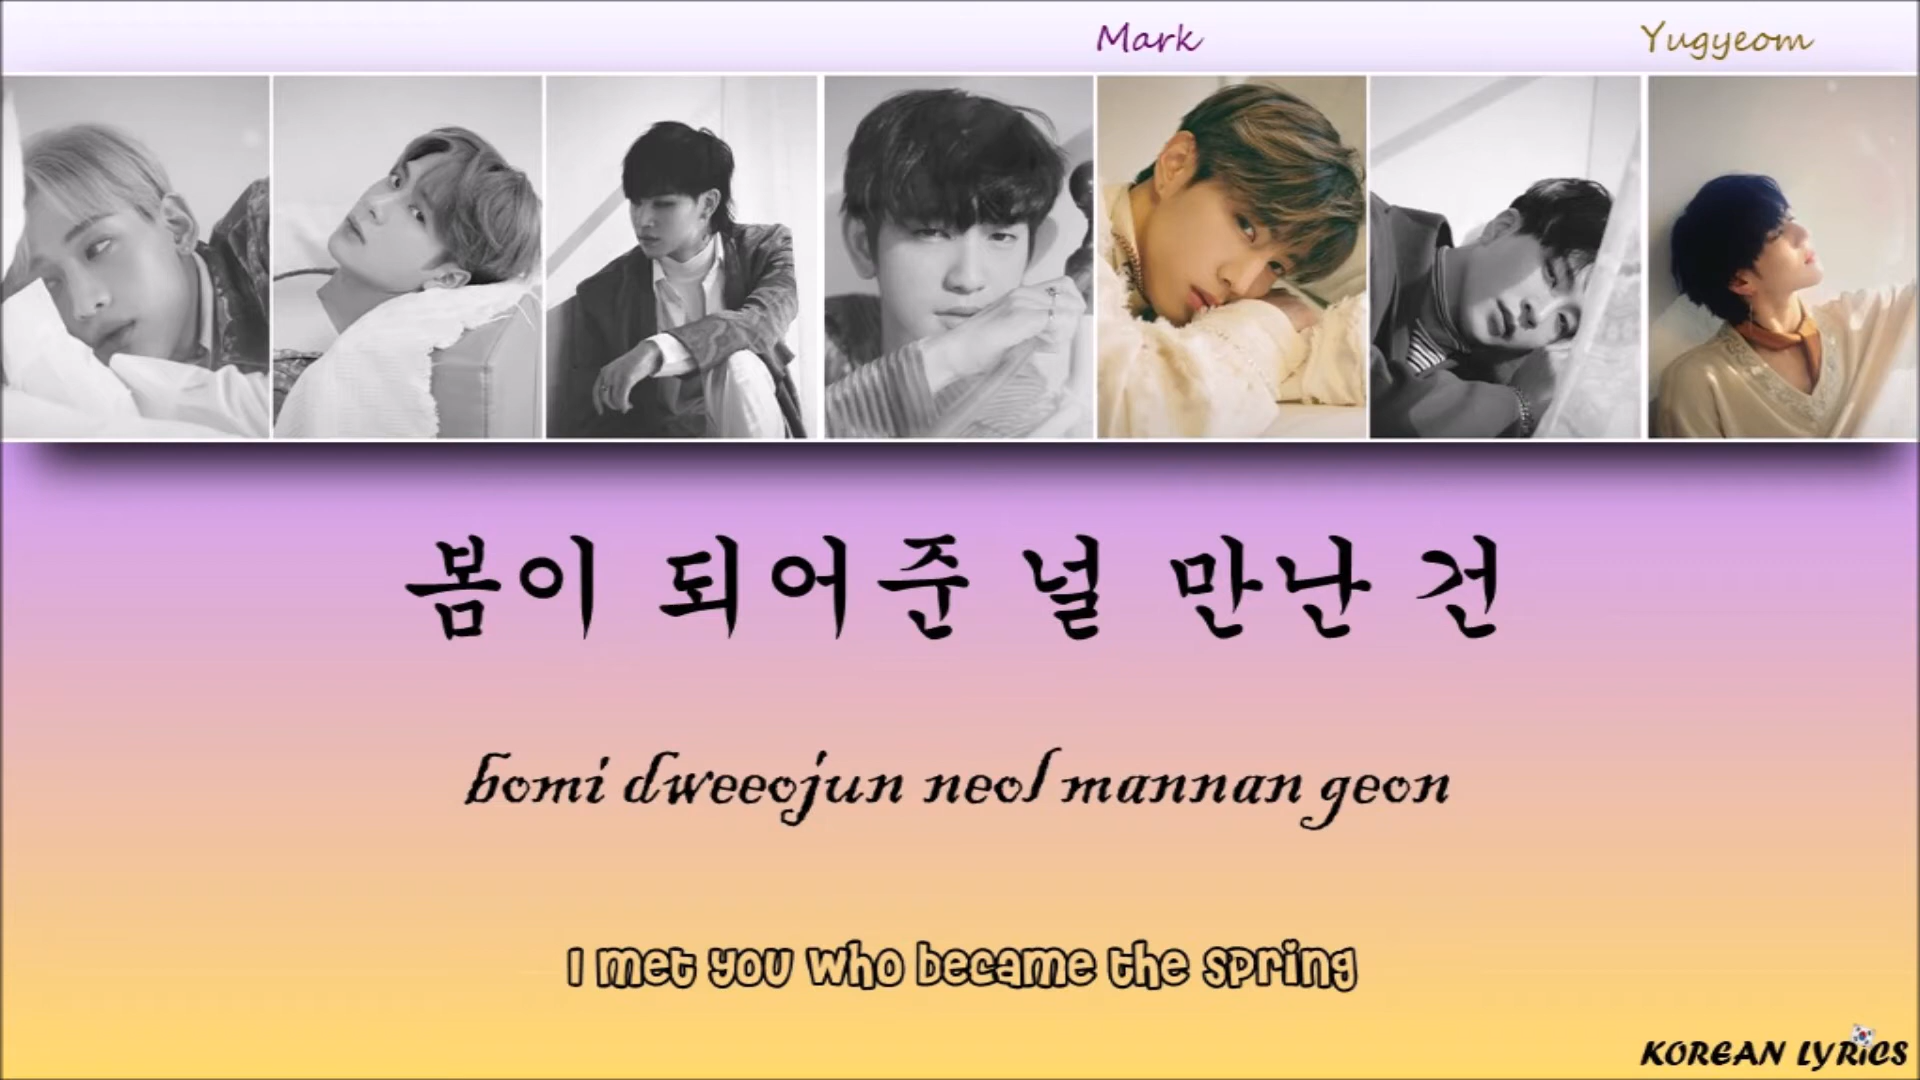 Mark Yugyeom
봄이 되어준 널 만난 건
bomi dweeojun neol mannan geon
I met you who became the spring
KOREAN LYRICS